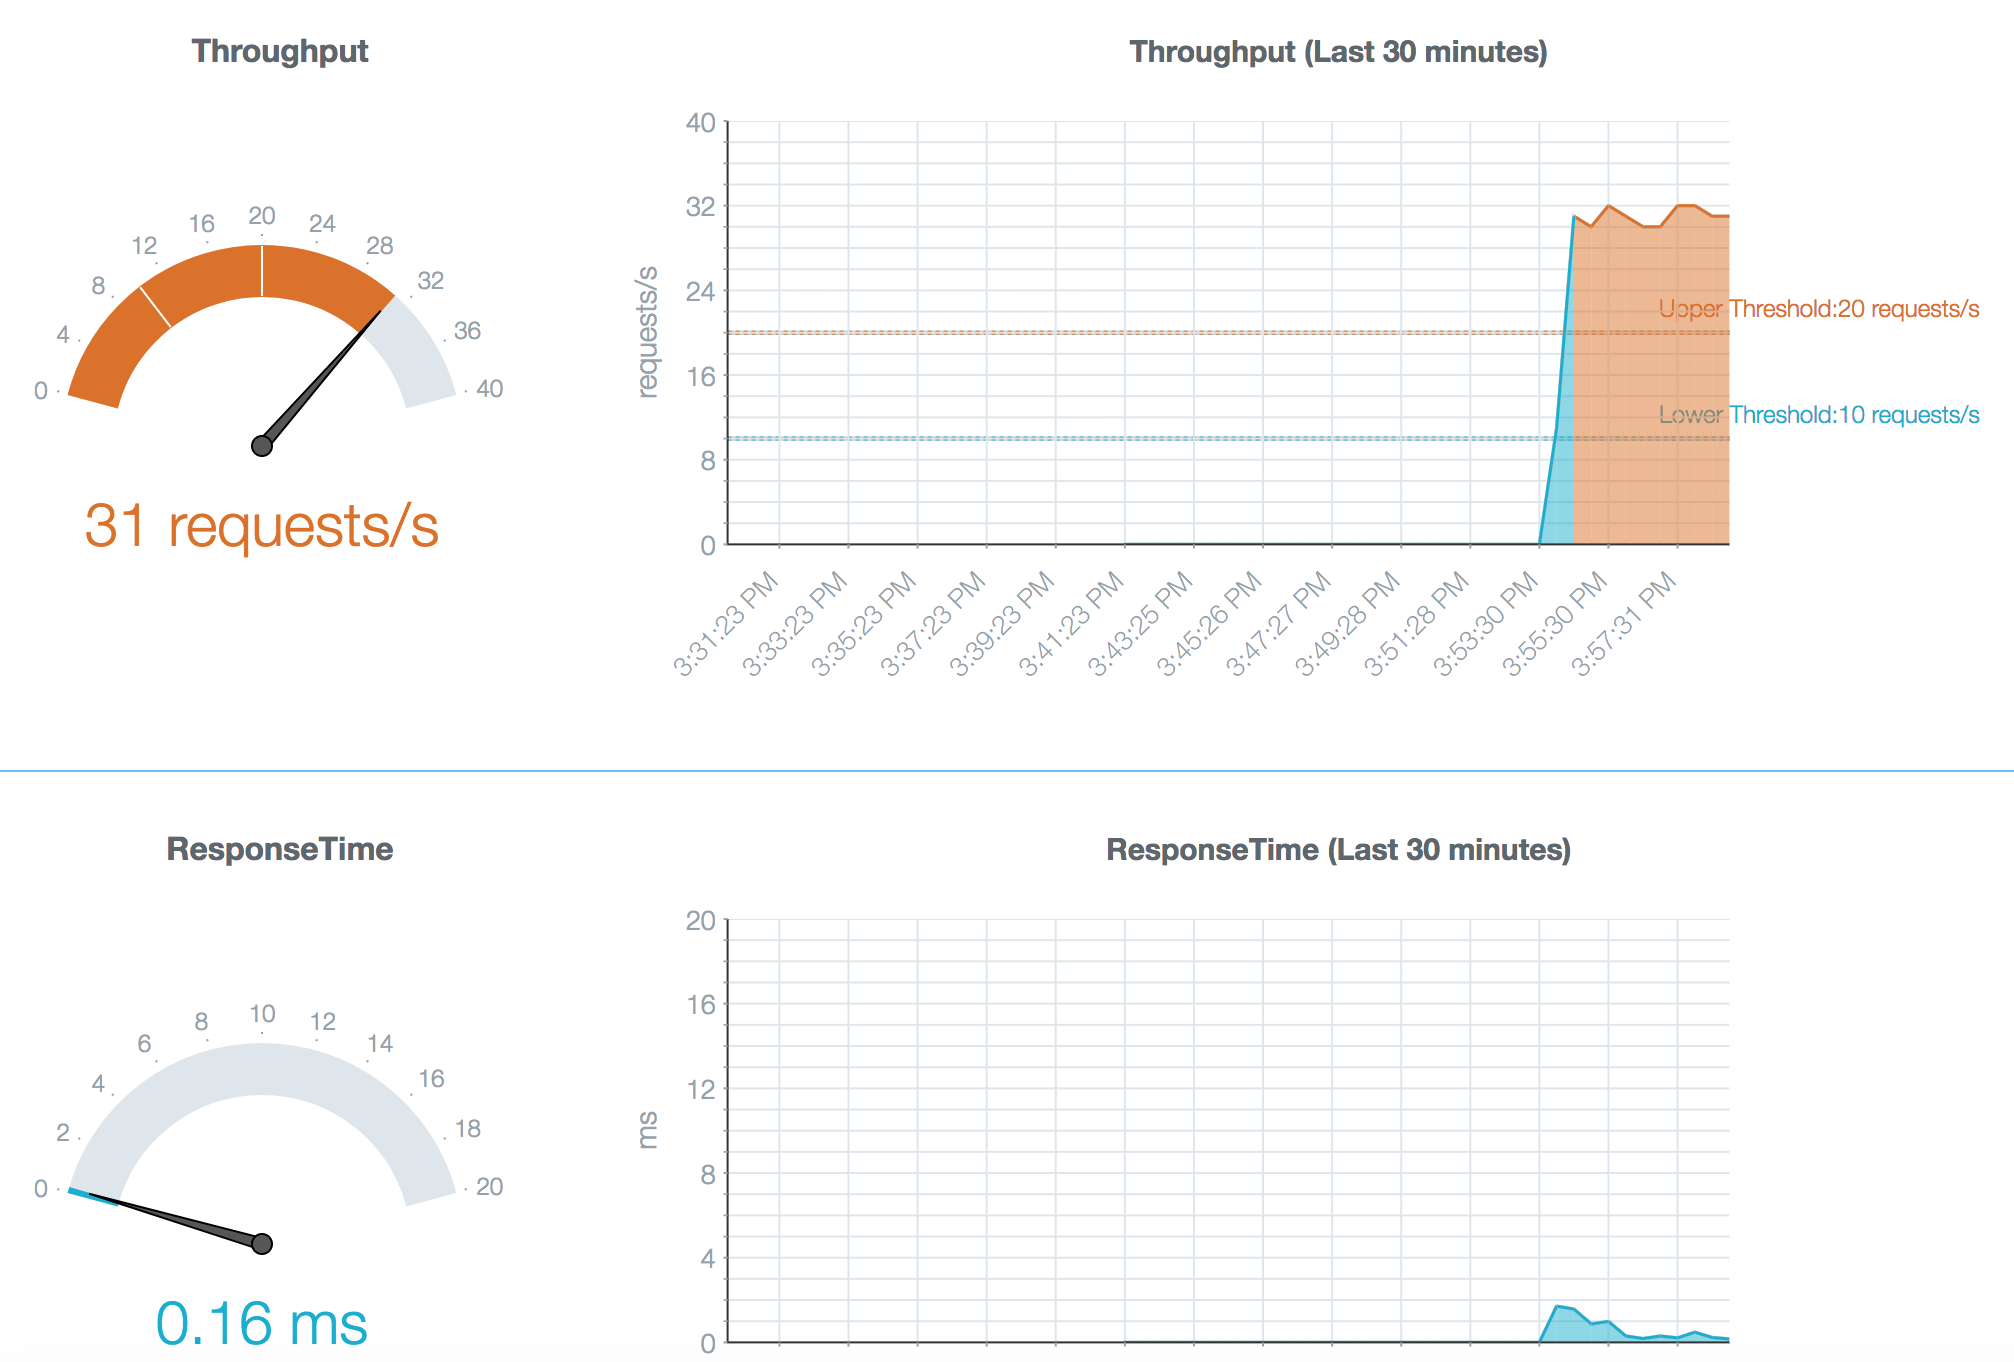 Throughput
0
4
8
12
16
20
24
28
32
36
40
31 requests/s
Throughput (Last 30 minutes)
requests/s
40
32
24
16
8
0
Upper Threshold:20 requests/s
Lower Threshold:10 requests/s
3:31:23 PM
3:33:23 PM
3:35:23 PM
3:37:23 PM
3:39:23 PM
3:41:23 PM
3:43:25 PM
3:45:26 PM
3:47:27 PM
3:49:28 PM
3:51:28 PM
3:53:30 PM
3:55:30 PM
3:57:31 PM
ResponseTime
0
2
4
6
8
10
12
14
16
18
20
0.16 ms
ResponseTime (Last 30 minutes)
ms
20
16
12
8
4
0